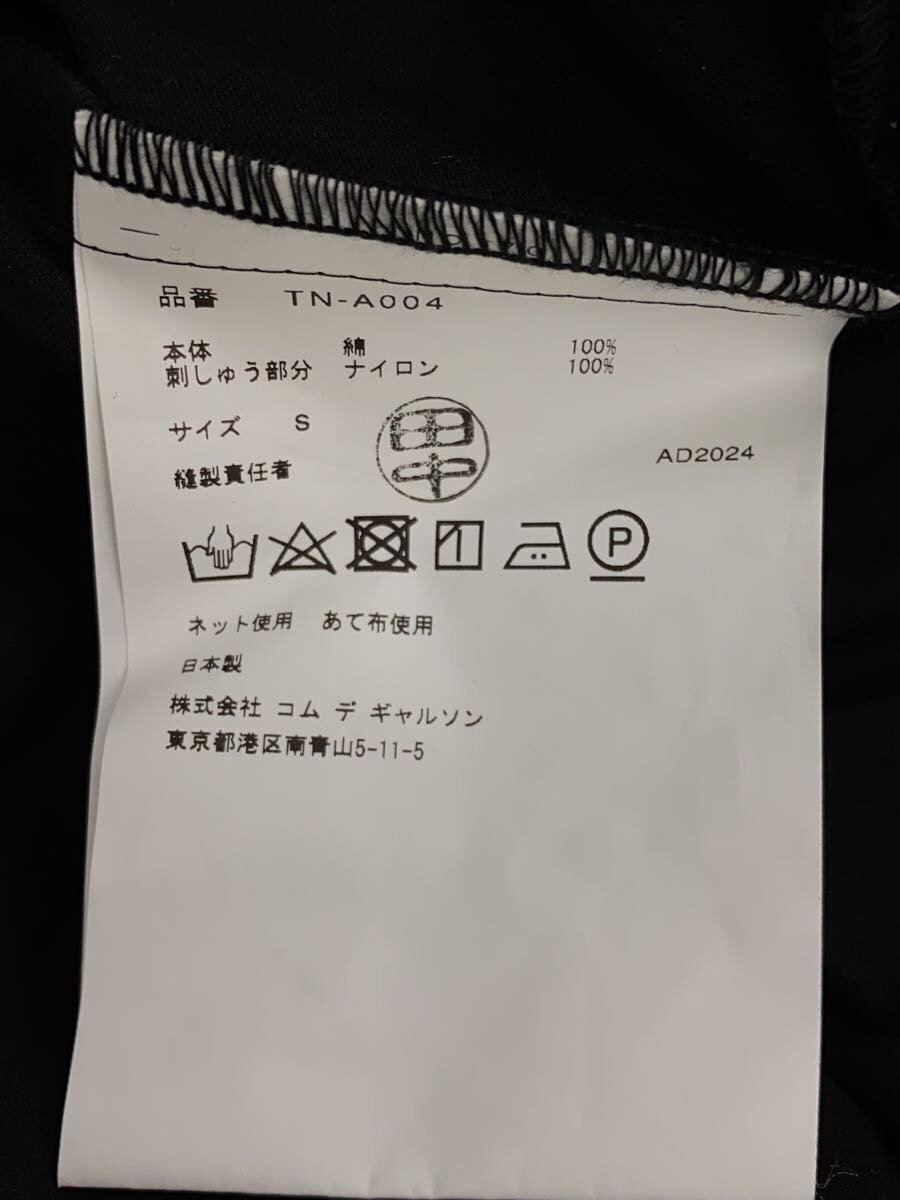 品番 TN-A004
本体 綿 100%
刺しゅう部分 ナイロン 100%
サイズ S
田中
縫製責任者
AD2024
P
ネット使用 あて布使用
日本製
株式会社 コム デ ギャルソン
東京都港区南青山5-11-5